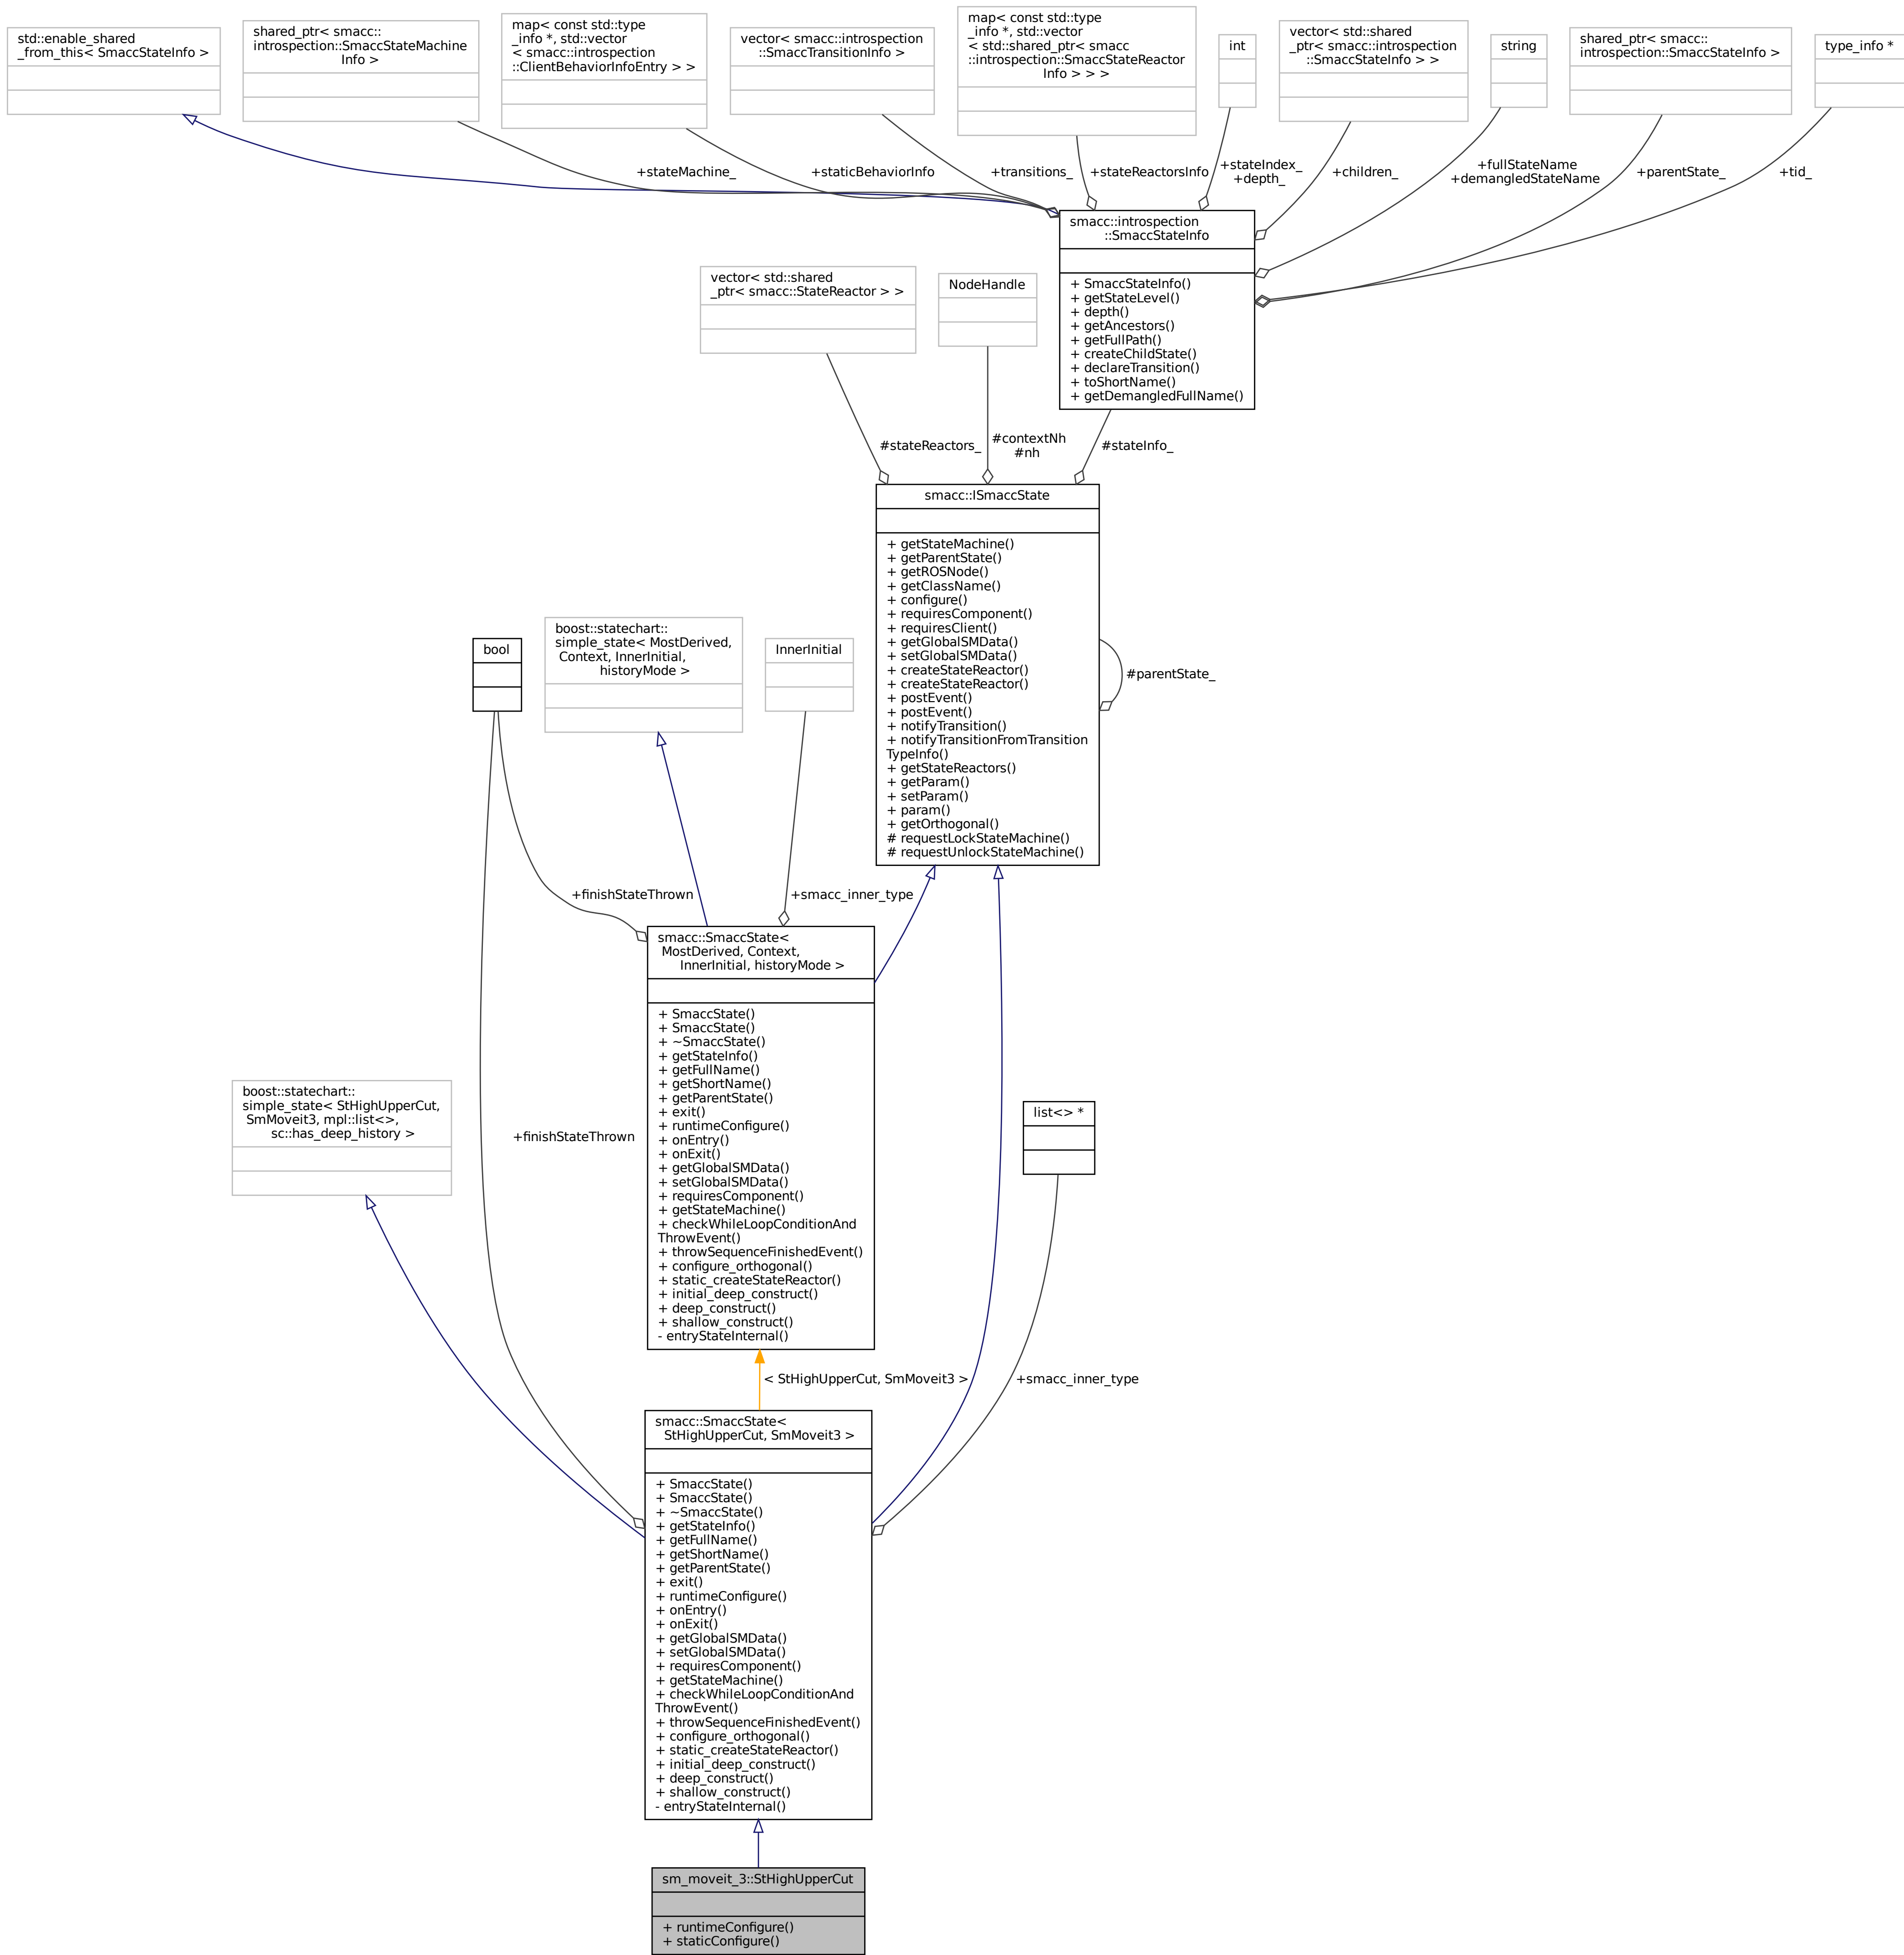 std::enable_shared
_from_this< SmaccStateInfo >
shared_ptr< smacc::
introspection::SmaccStateMachine
Info >
map< const std::type
_info *, std::vector
< smacc::introspection
::ClientBehaviorInfoEntry > >
vector< smacc::introspection
::SmaccTransitionInfo >
map< const std::type
_info *, std::vector
< std::shared_ptr< smacc
::introspection::SmaccStateReactor
Info > > >
int
vector< std::shared
_ptr< smacc::introspection
::SmaccStateInfo > >
string
shared_ptr< smacc::
introspection::SmaccStateInfo >
type_info *
+stateMachine_
+staticBehaviorInfo
+transitions_
+stateReactorsInfo
+stateIndex_
+depth_
+children_
+fullStateName
+demangledStateName
+parentState_
+tid_
smacc::introspection
::SmaccStateInfo
+ SmaccStateInfo()
+ getStateLevel()
+ depth()
+ getAncestors()
+ getFullPath()
+ createChildState()
+ declareTransition()
+ toShortName()
+ getDemangledFullName()
vector< std::shared
_ptr< smacc::StateReactor > >
NodeHandle
#stateReactors_
#contextNh
#nh
#stateInfo_
smacc::ISmaccState
+ getStateMachine()
+ getParentState()
+ getROSNode()
+ getClassName()
+ configure()
+ requiresComponent()
+ requiresClient()
+ getGlobalSMData()
+ setGlobalSMData()
+ createStateReactor()
+ createStateReactor()
+ postEvent()
+ postEvent()
+ notifyTransition()
+ notifyTransitionFromTransition
TypeInfo()
+ getStateReactors()
+ getParam()
+ setParam()
+ param()
+ getOrthogonal()
# requestLockStateMachine()
# requestUnlockStateMachine()
#parentState_
bool
boost::statechart::
simple_state< MostDerived,
Context, InnerInitial,
historyMode >
InnerInitial
+finishStateThrown
+smacc_inner_type
smacc::SmaccState<
MostDerived, Context,
InnerInitial, historyMode >
+ SmaccState()
+ SmaccState()
+ ~SmaccState()
+ getStateInfo()
+ getFullName()
+ getShortName()
+ getParentState()
+ exit()
+ runtimeConfigure()
+ onEntry()
+ onExit()
+ getGlobalSMData()
+ setGlobalSMData()
+ requiresComponent()
+ getStateMachine()
+ checkWhileLoopConditionAnd
ThrowEvent()
+ throwSequenceFinishedEvent()
+ configure_orthogonal()
+ static_createStateReactor()
+ initial_deep_construct()
+ deep_construct()
+ shallow_construct()
- entryStateInternal()
boost::statechart::
simple_state< StHighUpperCut,
SmMoveit3, mpl::list<>,
sc::has_deep_history >
+finishStateThrown
list<> *
< StHighUpperCut, SmMoveit3 >
+smacc_inner_type
smacc::SmaccState<
StHighUpperCut, SmMoveit3 >
+ SmaccState()
+ SmaccState()
+ ~SmaccState()
+ getStateInfo()
+ getFullName()
+ getShortName()
+ getParentState()
+ exit()
+ runtimeConfigure()
+ onEntry()
+ onExit()
+ getGlobalSMData()
+ setGlobalSMData()
+ requiresComponent()
+ getStateMachine()
+ checkWhileLoopConditionAnd
ThrowEvent()
+ throwSequenceFinishedEvent()
+ configure_orthogonal()
+ static_createStateReactor()
+ initial_deep_construct()
+ deep_construct()
+ shallow_construct()
- entryStateInternal()
sm_moveit_3::StHighUpperCut
+ runtimeConfigure()
+ staticConfigure()